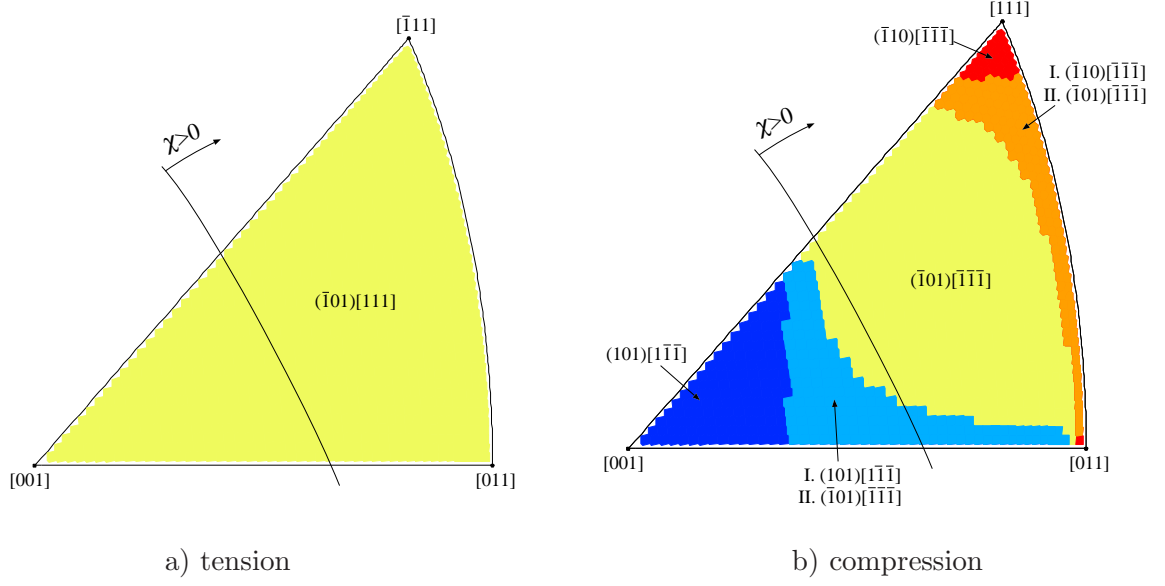 [1̄11]
χ>0
(1̄01)[111]
[001]
[011]
a) tension
[111]
(1̄10)[1̄1̄1̄]
I. (1̄10)[1̄1̄1̄]
II. (1̄01)[1̄1̄1̄]
χ>0
(1̄01)[1̄1̄1̄]
(101)[11̄1̄]
[001]
[011]
I. (101)[11̄1̄]
II. (1̄01)[1̄1̄1̄]
b) compression